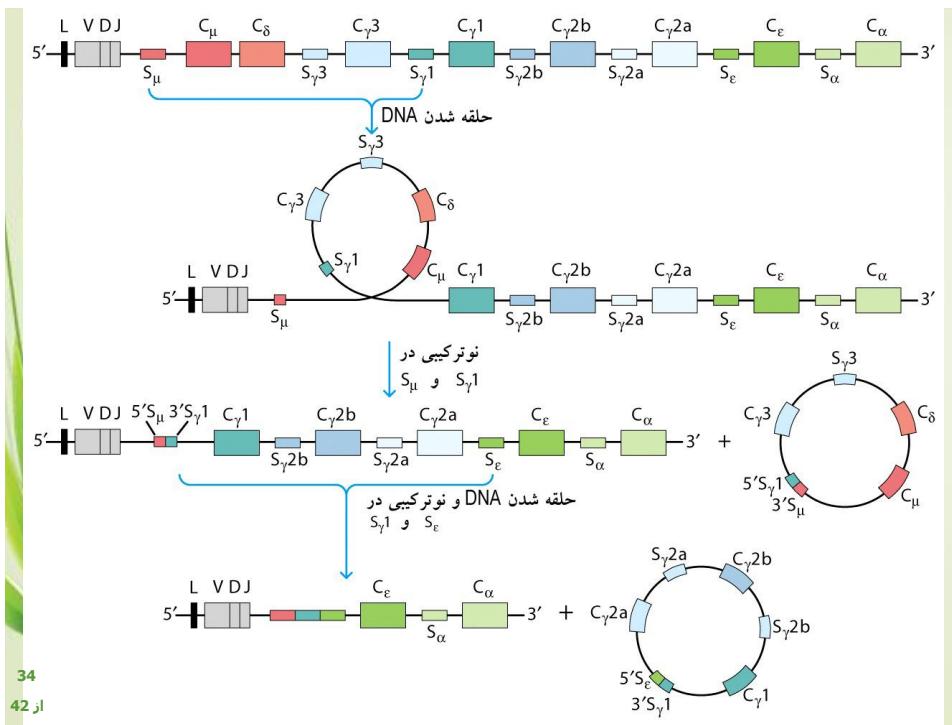 L V D J Cμ Cδ Cγ3 Cγ1 Cγ2b Cγ2a Cε Cα
5′ 3′
Sμ Sγ3 Sγ1 Sγ2b Sγ2a Sε Sα
حلقه شدن DNA
Sγ3
Cγ3 Cδ
Sγ1 Cμ
L V D J Cγ1 Cγ2b Cγ2a Cε Cα
5′ 3′
Sμ Sγ2b Sγ2a Sε Sα
نوترکیبی در
Sμ و Sγ1
L V D J 5′Sμ 3′Sγ1 Cγ1 Cγ2b Cγ2a Cε Cα
5′ 3′ +
Sγ2b Sγ2a Sε Sα
Sγ3
Cγ3 Cδ
5′Sγ1 Cμ
3′Sμ
حلقه شدن DNA و نوترکیبی در
Sγ1 و Sε
L V D J Cε Cα
5′ 3′ +
Sα
Sγ2a Cγ2b
Cγ2a Sγ2b
5′Sε
3′Sγ1 Cγ1
34
از 42